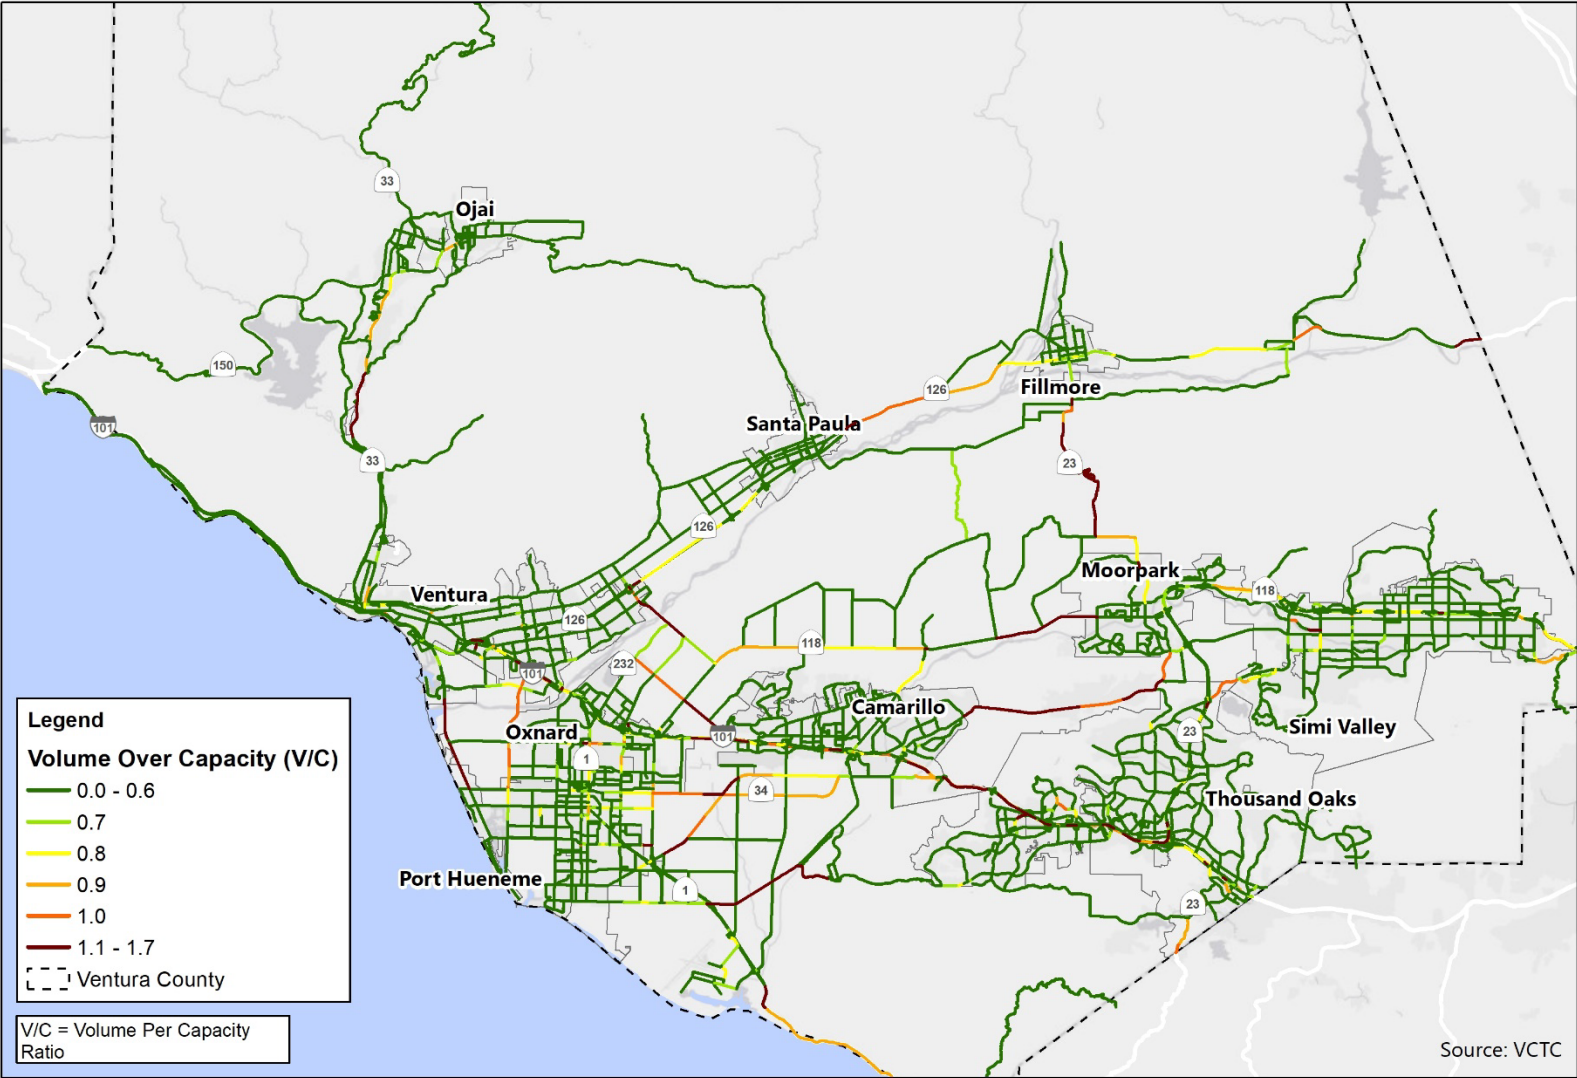 33
Ojai
150
101
33
126
Fillmore
Santa Paula
23
126
Moorpark
118
Ventura
126
118
232
101
Camarillo
Oxnard
101
23
Simi Valley
1
34
Thousand Oaks
Port Hueneme
1
23
Legend
Volume Over Capacity (V/C)
0.0 - 0.6
0.7
0.8
0.9
1.0
1.1 - 1.7
Ventura County
V/C = Volume Per Capacity
Ratio
Source: VCTC